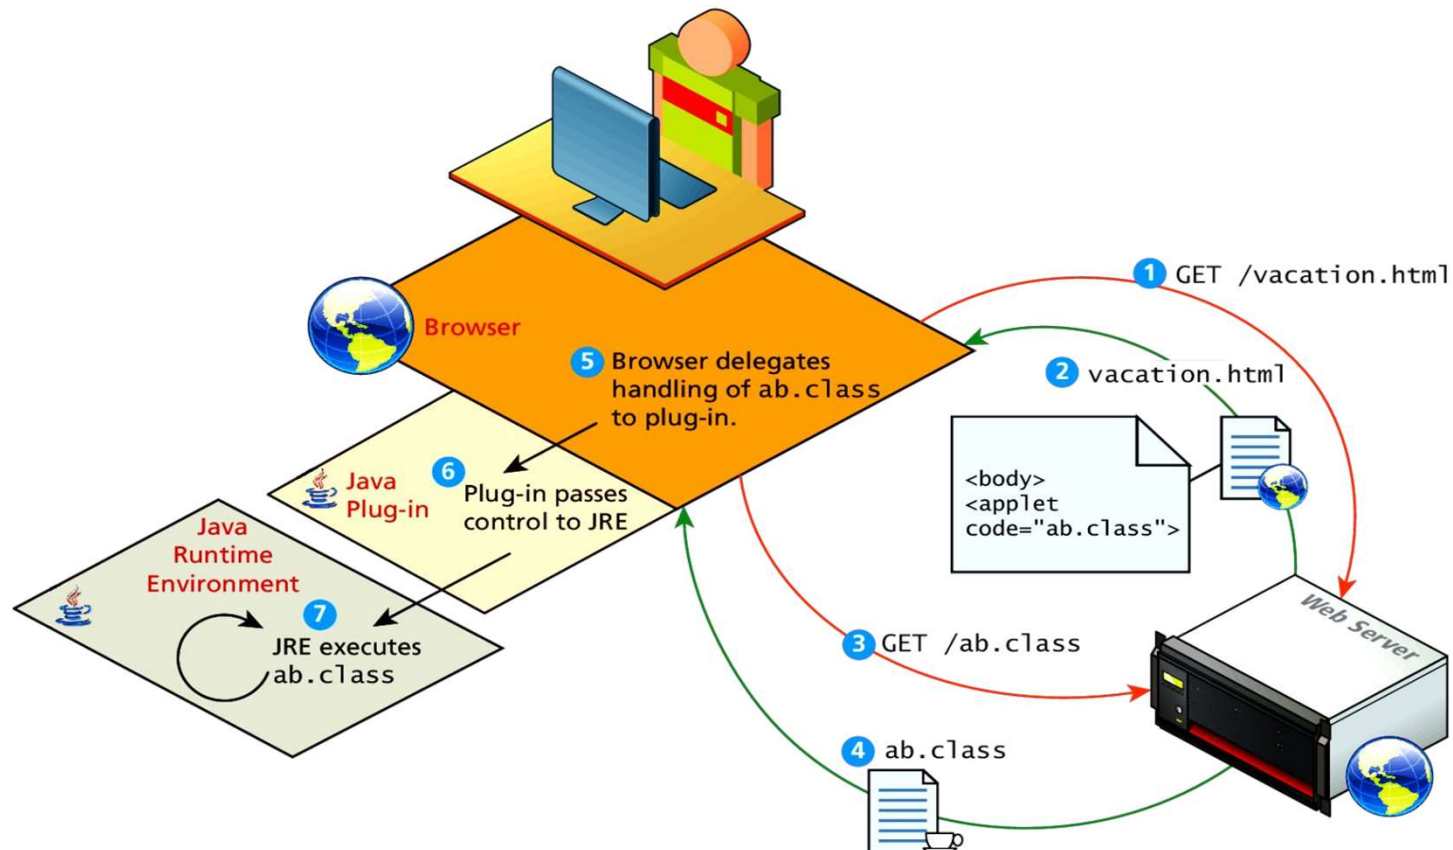 1 GET /vacation.html
Browser
2 vacation.html
5 Browser delegates
handling of ab.class
to plug-in.
<body>
<applet
code="ab.class">
6
Java
Plug-in
Plug-in passes
control to JRE
Java
Runtime
Environment
7
JRE executes
ab.class
Web Server
3 GET /ab.class
4 ab.class